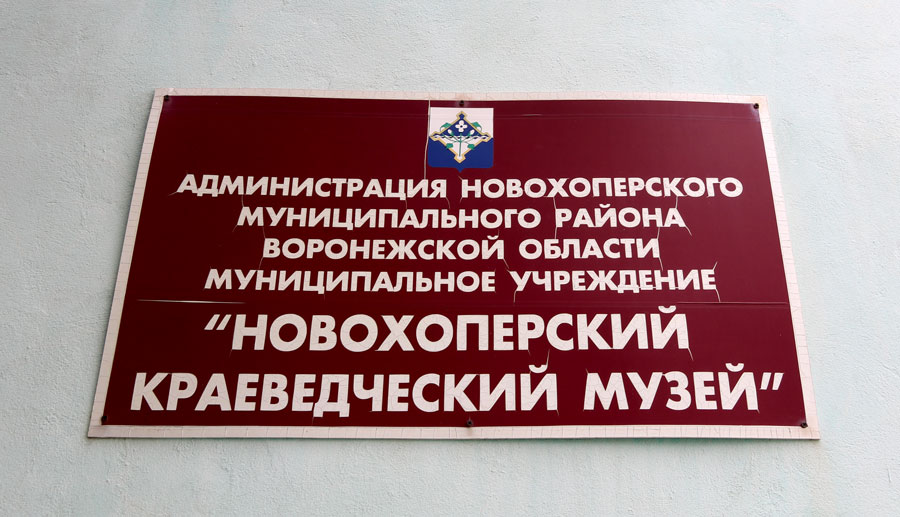 АДМИНИСТРАЦИЯ НОВОХОПЕРСКОГО
МУНИЦИПАЛЬНОГО РАЙОНА
ВОРОНЕЖСКОЙ ОБЛАСТИ
МУНИЦИПАЛЬНОЕ УЧРЕЖДЕНИЕ
“НОВОХОПЕРСКИЙ
КРАЕВЕДЧЕСКИЙ МУЗЕЙ”